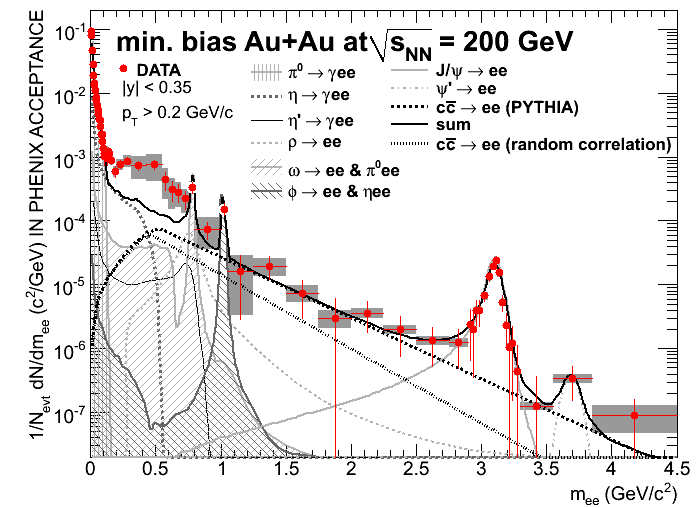 min. bias Au+Au at √s_NN = 200 GeV
DATA
|y| < 0.35
p_T > 0.2 GeV/c
π⁰ → γee
η → γee
η' → γee
ρ → ee
ω → ee & π⁰ee
ϕ → ee & ηee
J/ψ → ee
ψ' → ee
cc̅ → ee (PYTHIA)
sum
cc̅ → ee (random correlation)
1/N_evt dN/dm_ee (c²/GeV) IN PHENIX ACCEPTANCE
10⁻¹
10⁻²
10⁻³
10⁻⁴
10⁻⁵
10⁻⁶
10⁻⁷
0 0.5 1 1.5 2 2.5 3 3.5 4 4.5
m_ee (GeV/c²)